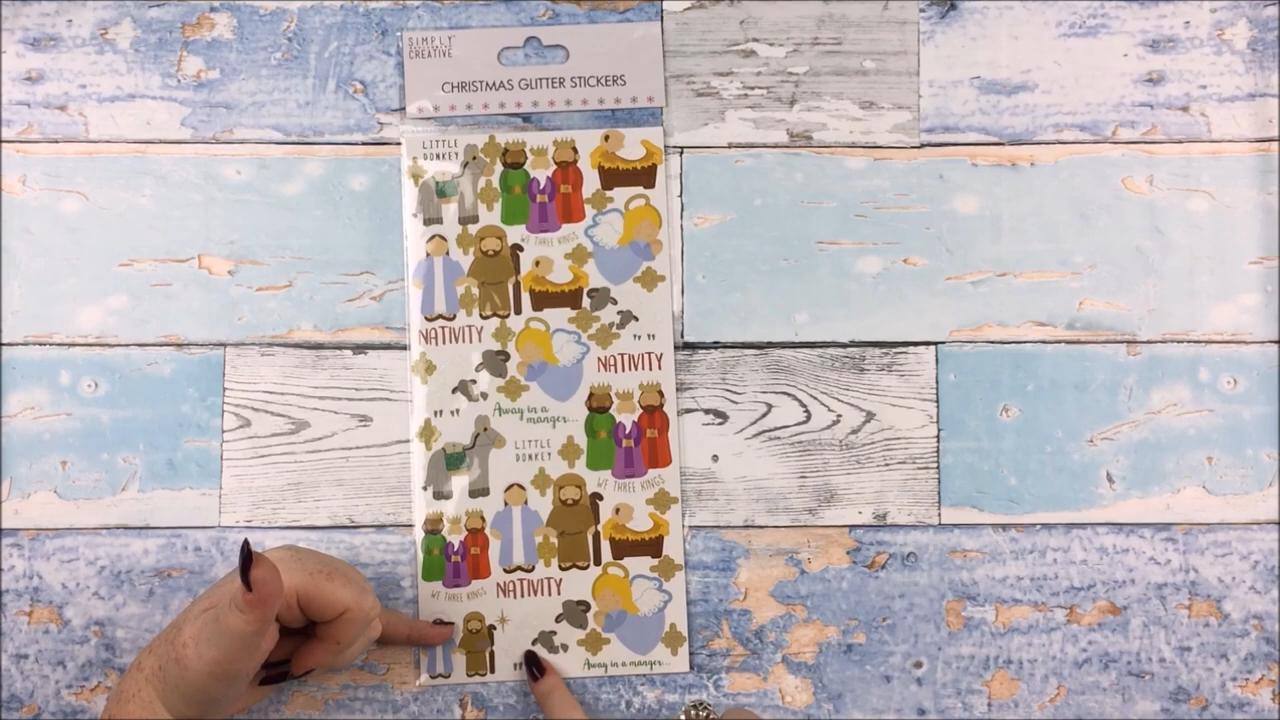 SIMPLY
CREATIVE
CHRISTMAS GLITTER STICKERS
LITTLE
DONKEY
WE THREE KINGS
NATIVITY
NATIVITY
Away in a
manger...
LITTLE
DONKEY
WE THREE KINGS
NATIVITY
WE THREE KINGS
Away in a manger...